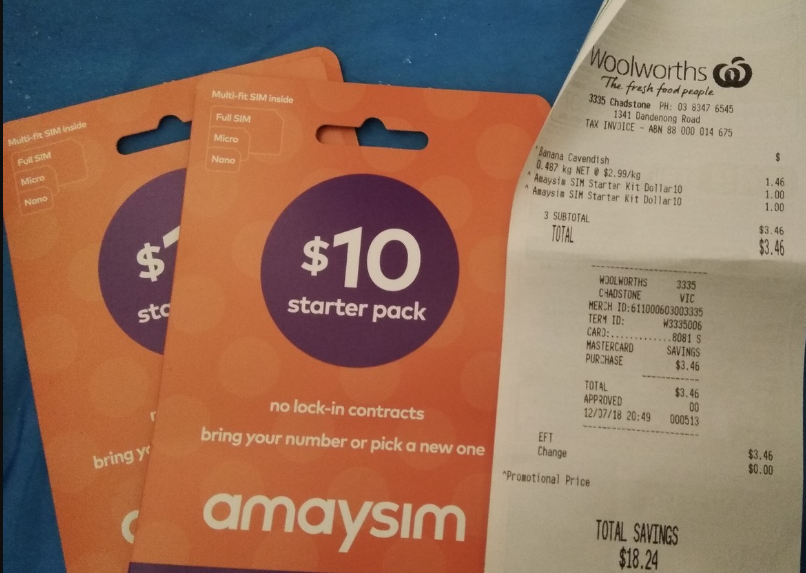 Multi-fit SIM inside
Full SIM
Micro
Nano
sta
bring yo
Multi-fit SIM inside
Full SIM
Micro
Nano
$10
starter pack
no lock-in contracts
bring your number or pick a new one
amaysim
Woolworths
The fresh food people
3335 Chadstone PH: 03 8347 6545
1341 Dandenong Road
TAX INVOICE - ABN 88 000 014 675
$
^Banana Cavendish
0.487 kg NET @ $2.99/kg 1.46
^ Amaysim SIM Starter Kit Dollar10 1.00
^ Amaysim SIM Starter Kit Dollar10 1.00
3 SUBTOTAL $3.46
TOTAL $3.46
WOOLWORTHS 3335
CHADSTONE VIC
MERCH ID:611000603003335
TERM ID: W3335006
CARD:.............8081 S
MASTERCARD SAVINGS
PURCHASE $3.46
TOTAL $3.46
APPROVED 00
12/07/18 20:49 000513
EFT $3.46
Change $0.00
^Promotional Price
TOTAL SAVINGS
$18.24